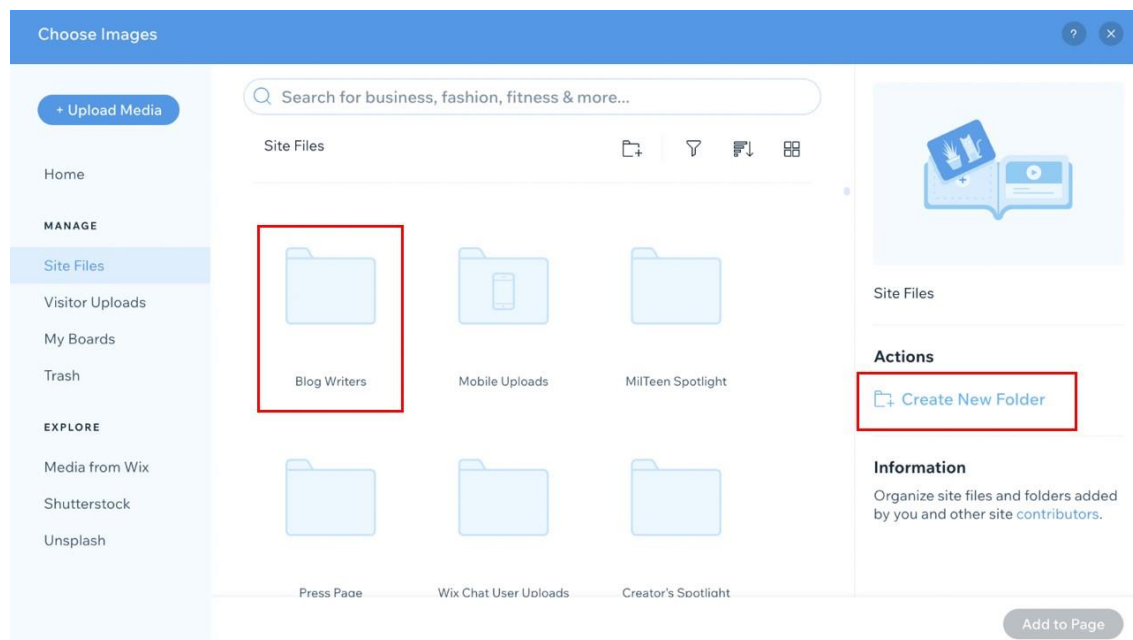 Choose Images
?
+ Upload Media
Home
MANAGE
Site Files
Visitor Uploads
My Boards
Trash
EXPLORE
Media from Wix
Shutterstock
Unsplash
Search for business, fashion, fitness & more...
Site Files
Blog Writers
Mobile Uploads
MilTeen Spotlight
Press Page
Wix Chat User Uploads
Creator's Spotlight
Site Files
Actions
Create New Folder
Information
Organize site files and folders added
by you and other site contributors.
Add to Page